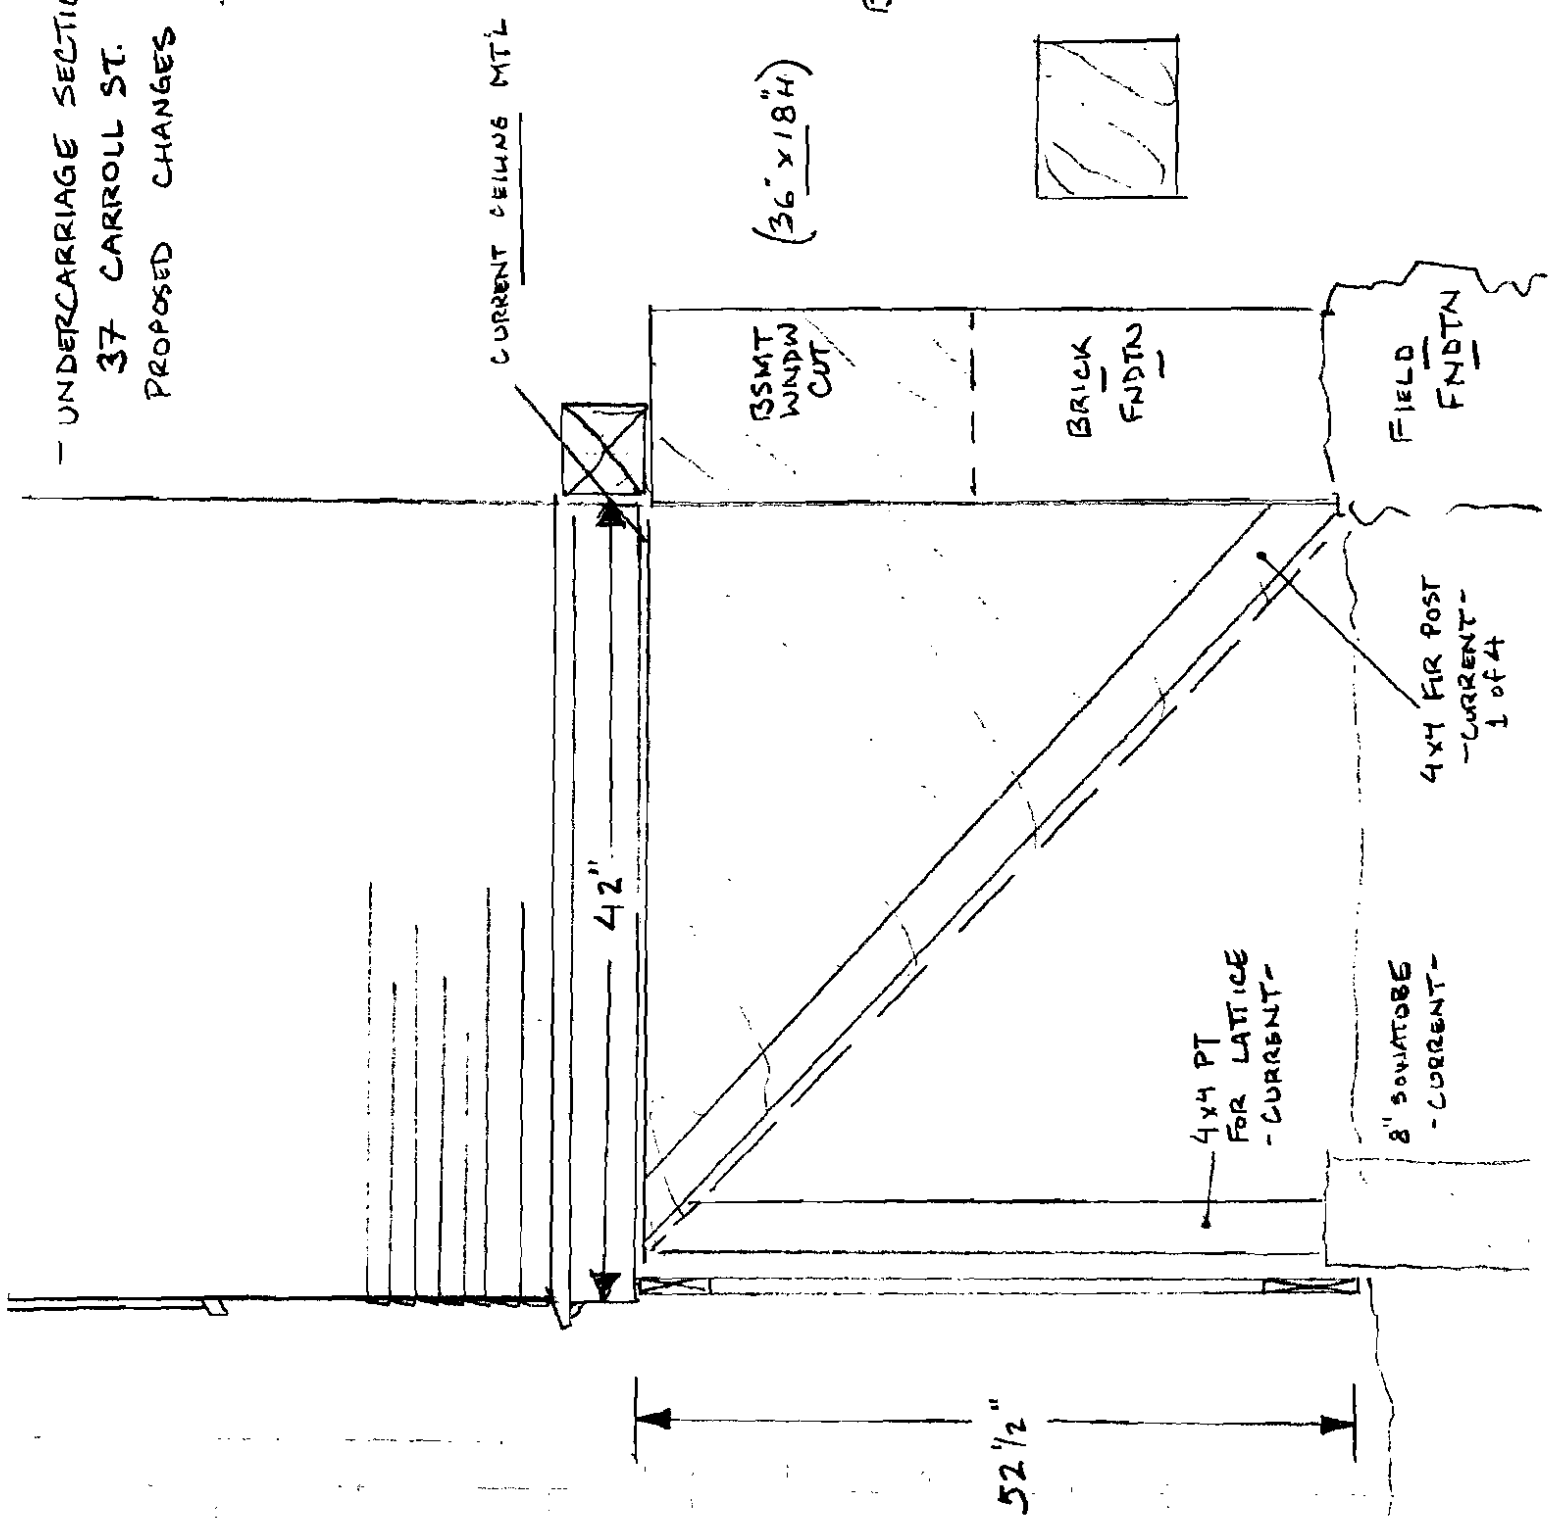 - UNDERCARRIAGE SECTIO
37 CARROLL ST.
PROPOSED CHANGES
CURRENT CEILING MT'L
(36" x 18"H)
B
BSMT
WNDW
CUT
BRICK
FNDTN
FIELD
FNDTN
42"
4x4 FIR POST
-CURRENT-
1 of 4
4x4 PT
FOR LATTICE
-CURRENT-
8" SONATUBE
-CURRENT-
52 1/2"